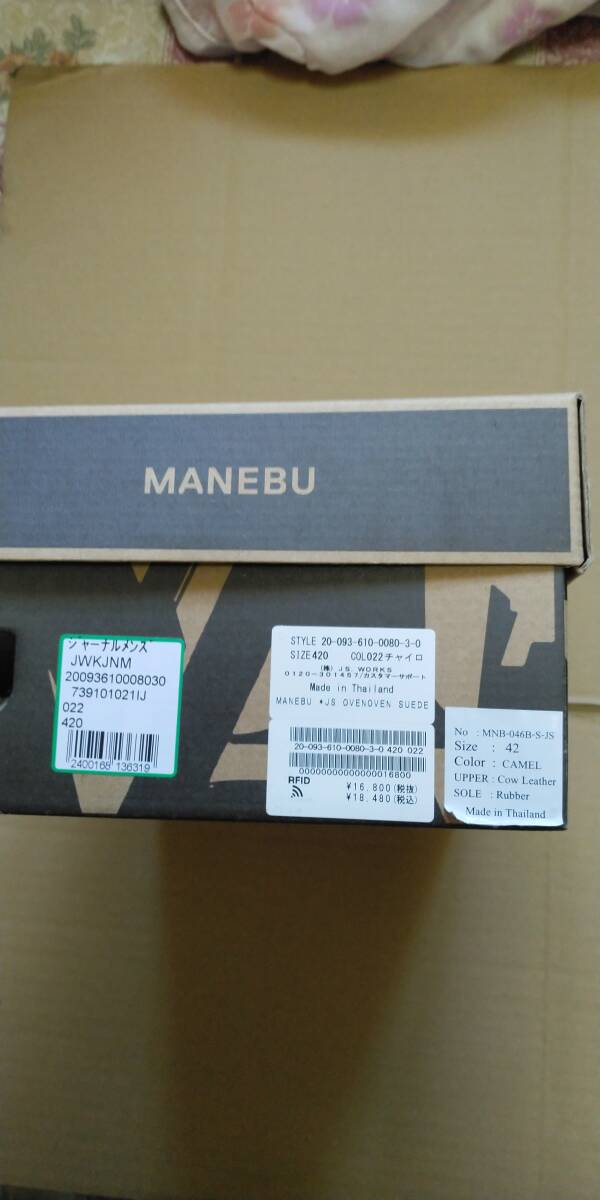 MANEBU
ジャーナルメンズ
JWKJNM
20093610008030
739101021IJ
022
420
2400168 136319
STYLE 20-093-610-0080-3-0
SIZE420 COL022チャイロ
(株) JS WORKS
0120-301457/カスタマーサポート
Made in Thailand
MANEBU *JS OVENOVEN SUEDE
20-093-610-0080-3-0 420 022
00000000000000016800
RFID
¥16,800(税抜)
¥18,480(税込)
No : MNB-046B-S-JS
Size : 42
Color : CAMEL
UPPER : Cow Leather
SOLE : Rubber
Made in Thailand